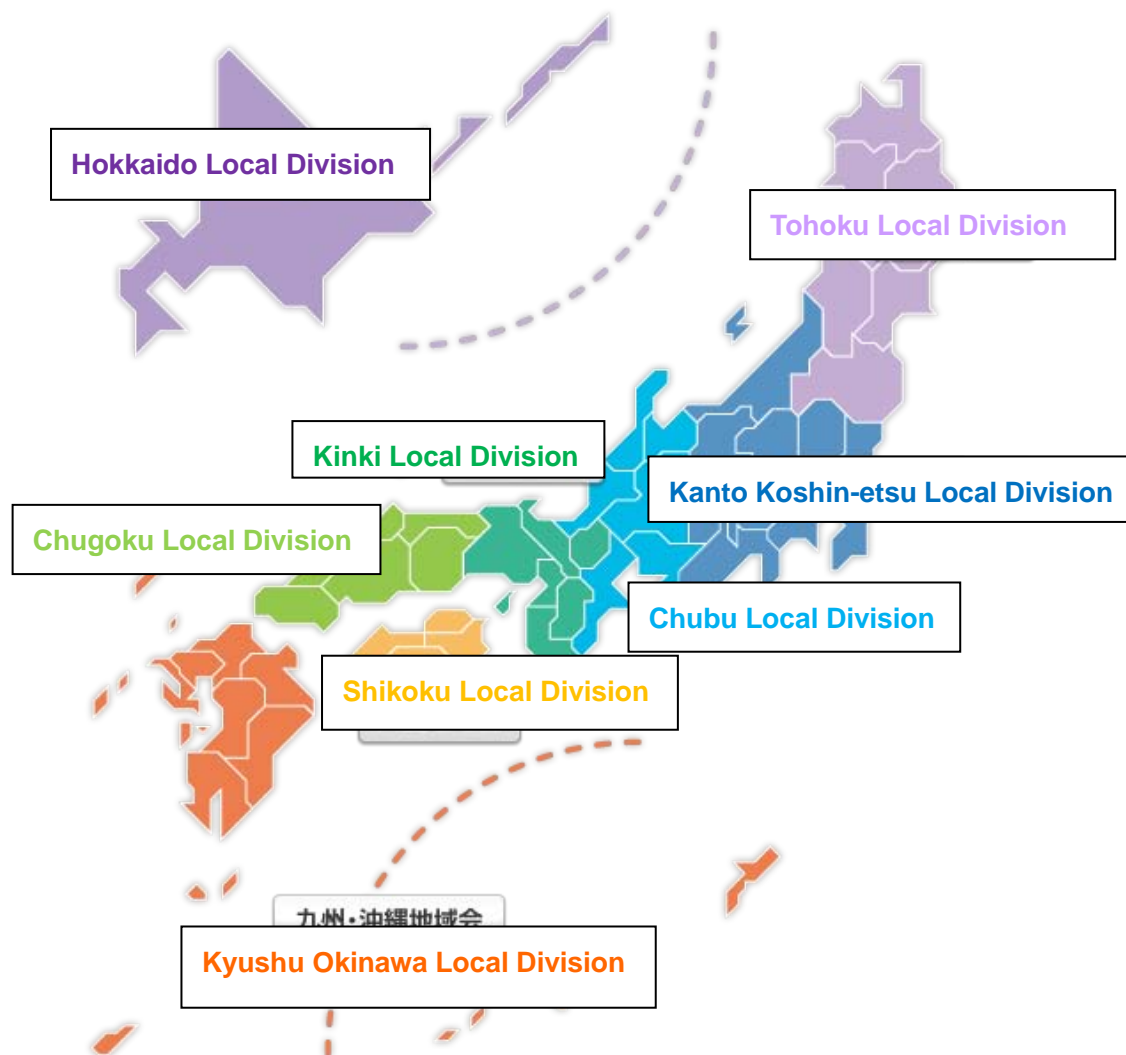 Hokkaido Local Division
Tohoku Local Division
Kinki Local Division
Kanto Koshin-etsu Local Division
Chugoku Local Division
Chubu Local Division
Shikoku Local Division
九州・沖縄地域会
Kyushu Okinawa Local Division